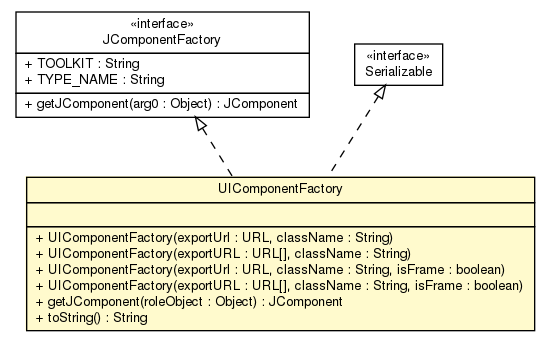 «interface»
JComponentFactory
+ TOOLKIT : String
+ TYPE_NAME : String
+ getJComponent(arg0 : Object) : JComponent
«interface»
Serializable
UIComponentFactory
+ UIComponentFactory(exportUrl : URL, className : String)
+ UIComponentFactory(exportURL : URL[], className : String)
+ UIComponentFactory(exportUrl : URL, className : String, isFrame : boolean)
+ UIComponentFactory(exportURL : URL[], className : String, isFrame : boolean)
+ getJComponent(roleObject : Object) : JComponent
+ toString() : String